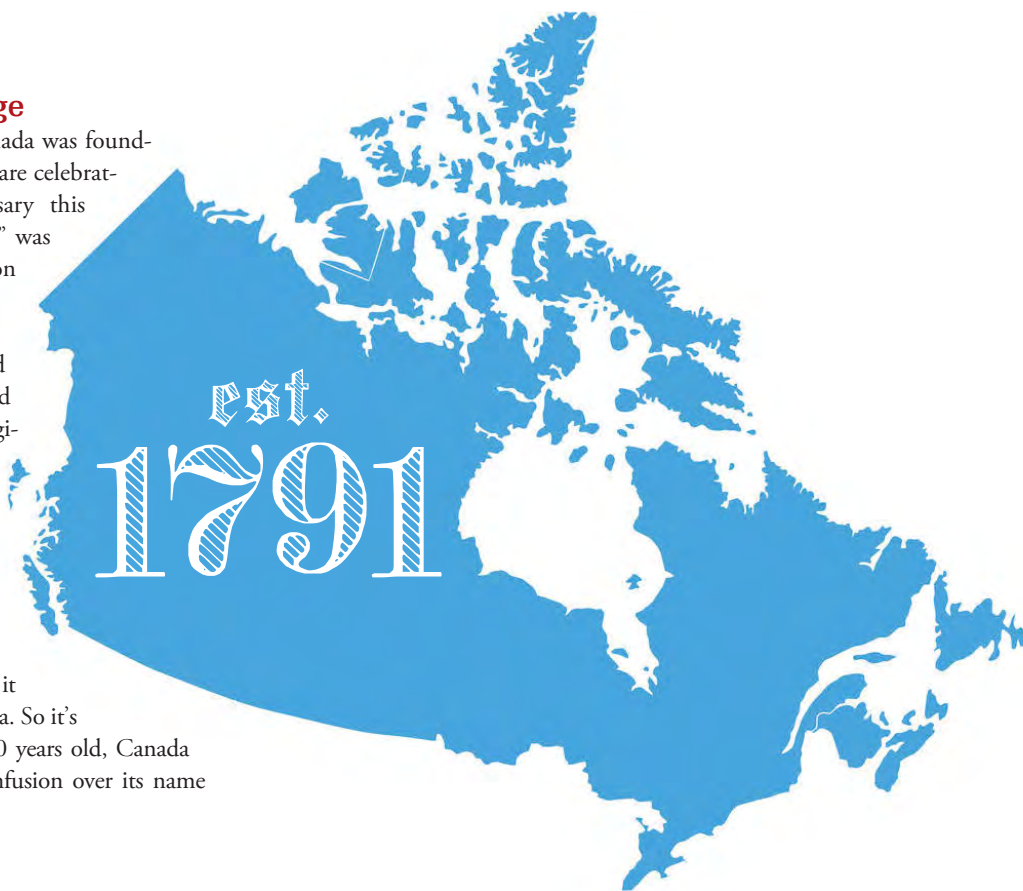 ge
nada was found-
are celebrat-
sary this
” was
on
d
d
gi-
it
a. So it’s
0 years old, Canada
nfusion over its name
est.
1791